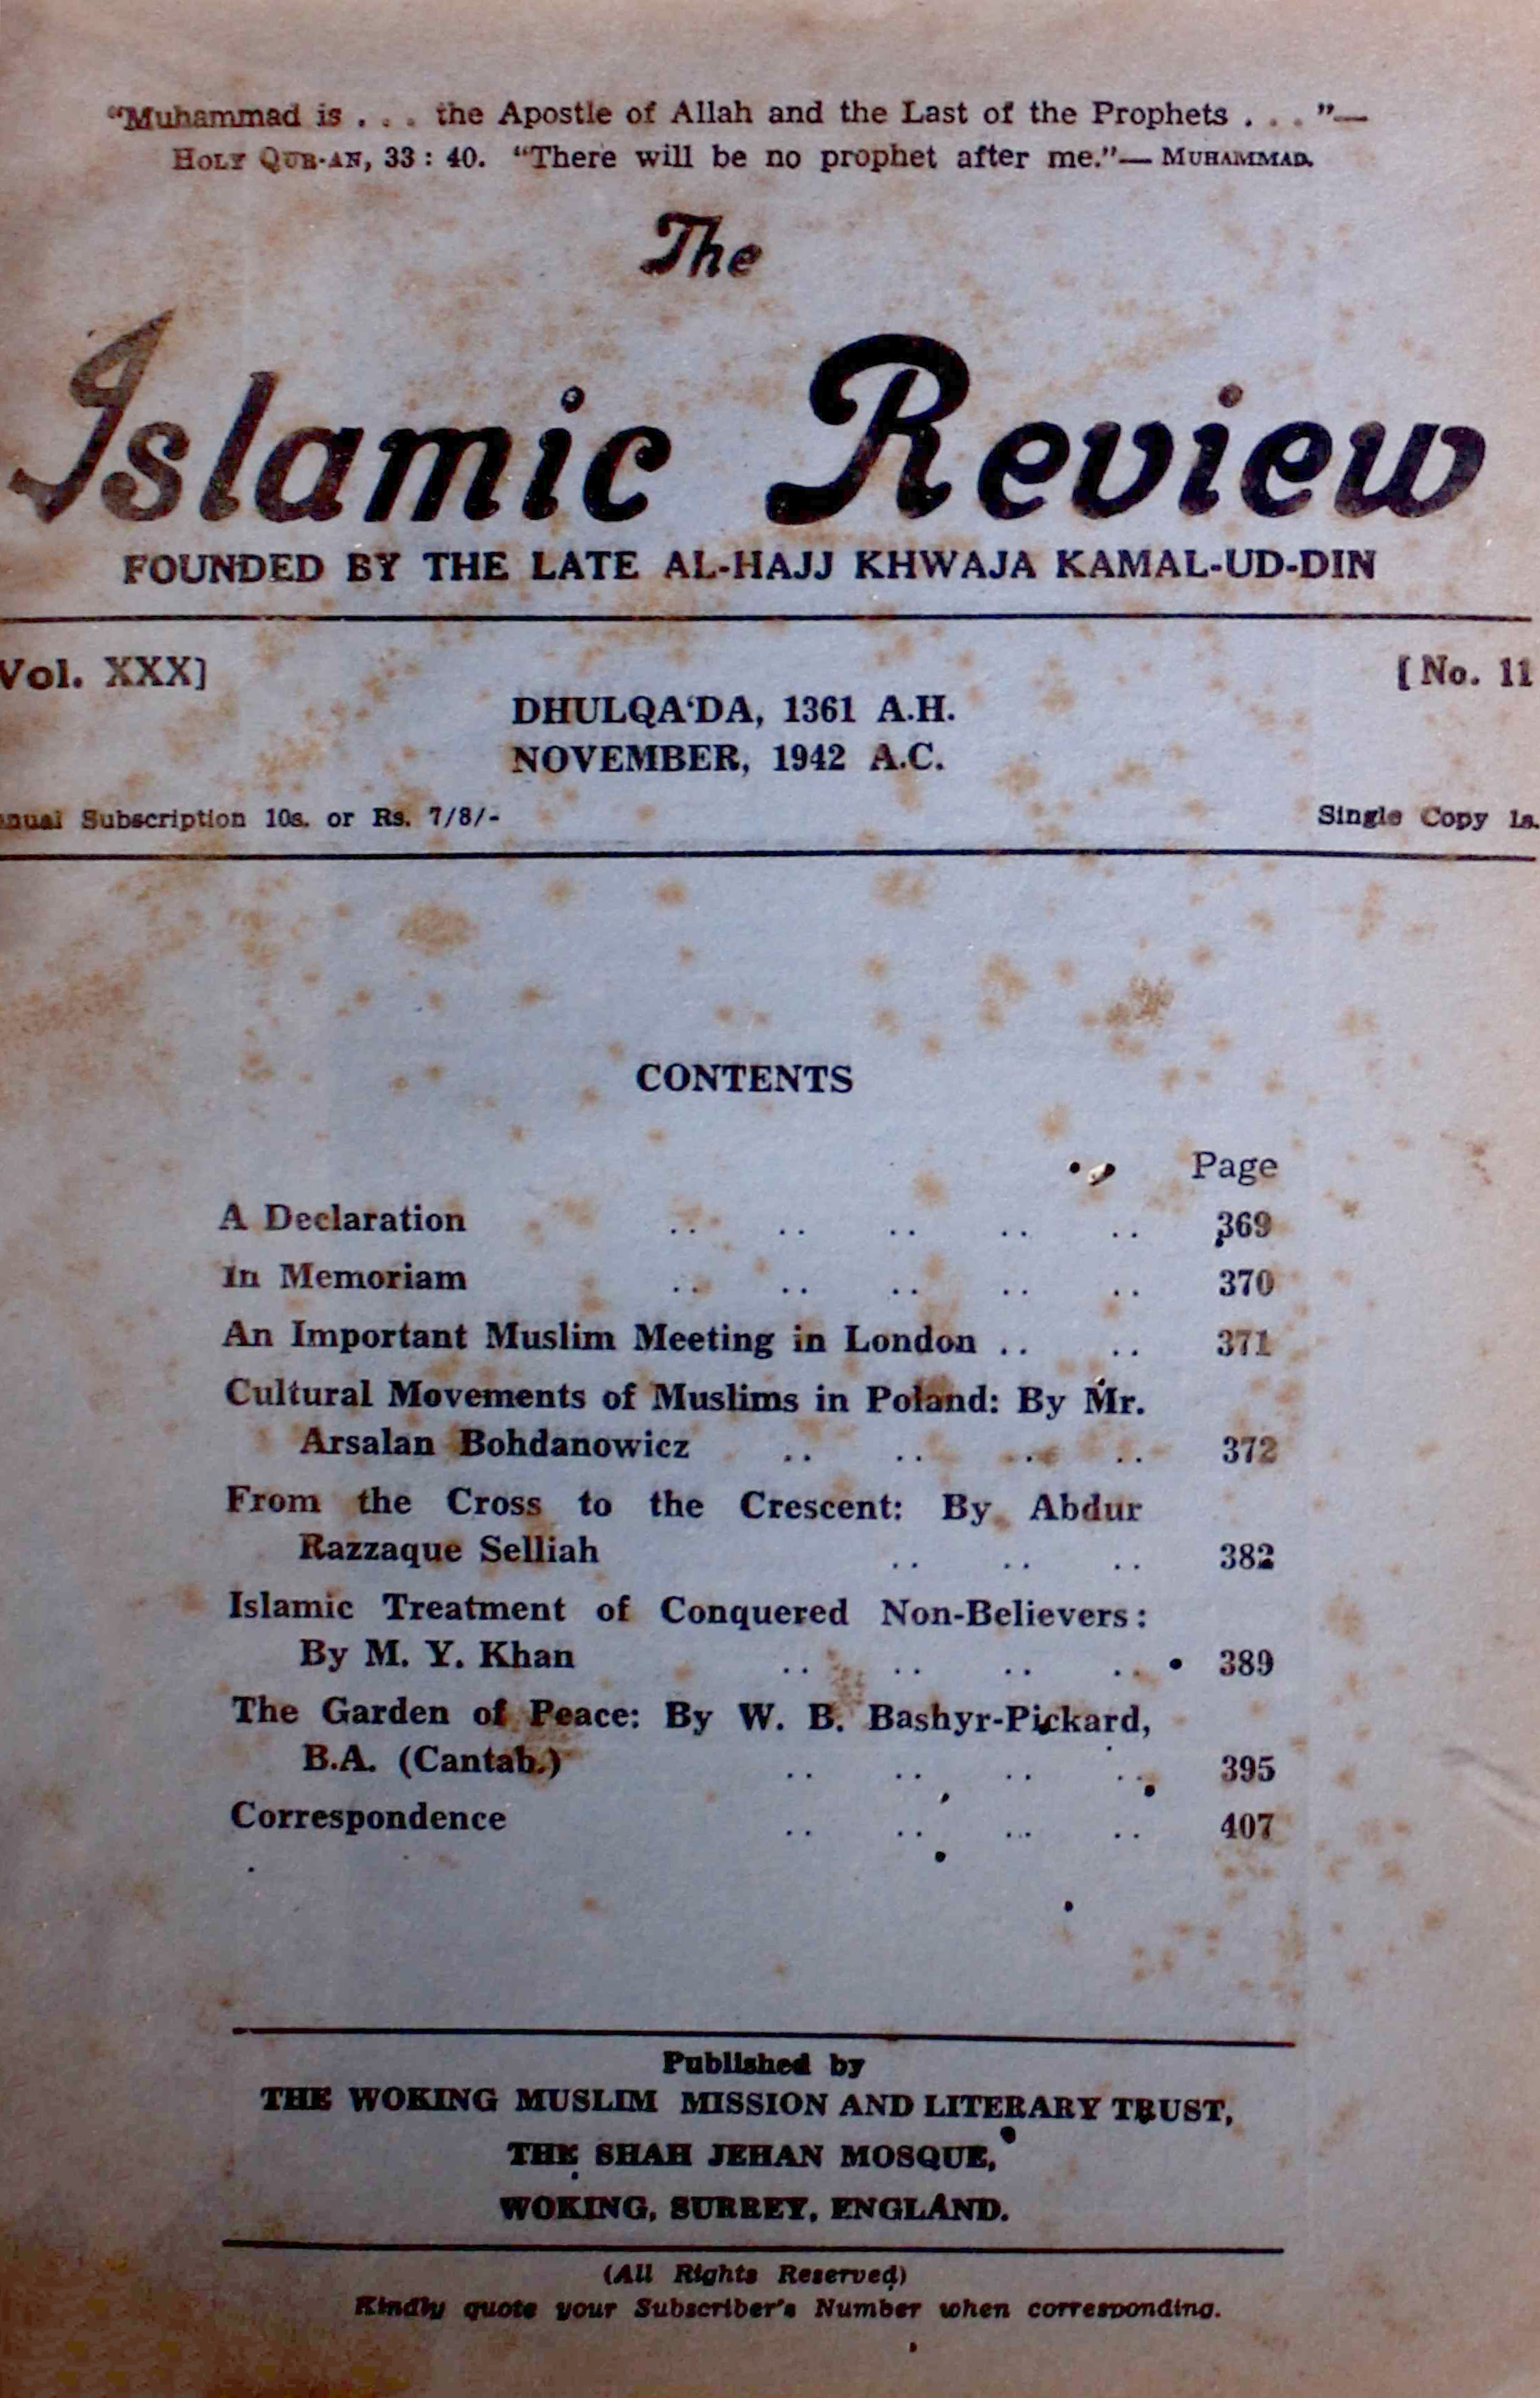 “Muhammad is . . . the Apostle of Allah and the Last of the Prophets . . . ”—
HOLY QUR-AN, 33 : 40. “There will be no prophet after me.”— MUHAMMAD.
The
Islamic Review
FOUNDED BY THE LATE AL-HAJJ KHWAJA KAMAL-UD-DIN
Vol. XXX] [No. 11
DHULQA‘DA, 1361 A.H.
NOVEMBER, 1942 A.C.
nual Subscription 10s. or Rs. 7/8/- Single Copy 1s.
CONTENTS
Page
A Declaration .. .. .. .. .. 369
In Memoriam .. .. .. .. .. 370
An Important Muslim Meeting in London .. .. 371
Cultural Movements of Muslims in Poland: By Mr.
Arsalan Bohdanowicz .. .. .. .. 372
From the Cross to the Crescent: By Abdur
Razzaque Selliah .. .. .. 382
Islamic Treatment of Conquered Non-Believers:
By M. Y. Khan .. .. .. .. 389
The Garden of Peace: By W. B. Bashyr-Pickard,
B.A. (Cantab.) .. .. .. .. 395
Correspondence .. .. .. .. 407
Published by
THE WOKING MUSLIM MISSION AND LITERARY TRUST,
THE SHAH JEHAN MOSQUE,
WOKING, SURREY, ENGLAND.
(All Rights Reserved)
Kindly quote your Subscriber's Number when corresponding.